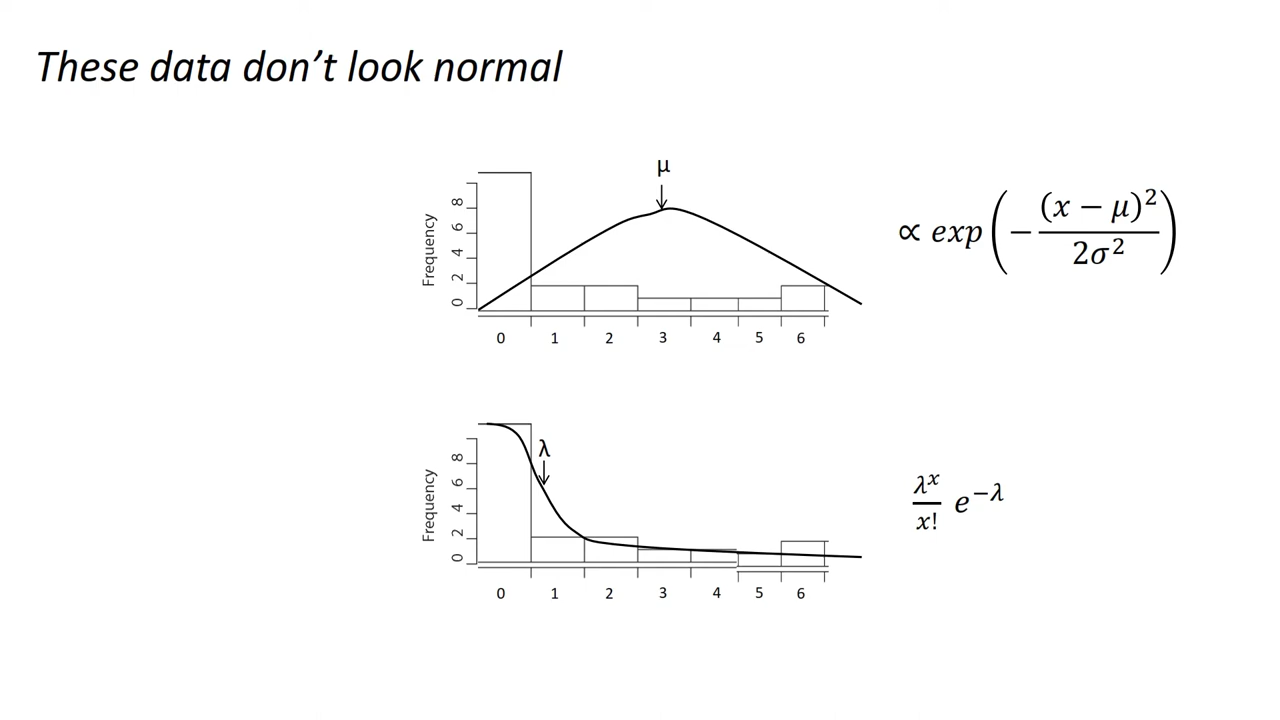 These data don't look normal
μ
Frequency
0 2 4 6 8
0 1 2 3 4 5 6
∝ exp(−(x − μ)²/2σ²)
λ
Frequency
0 2 4 6 8
0 1 2 3 4 5 6
λˣ/x! e^−λ